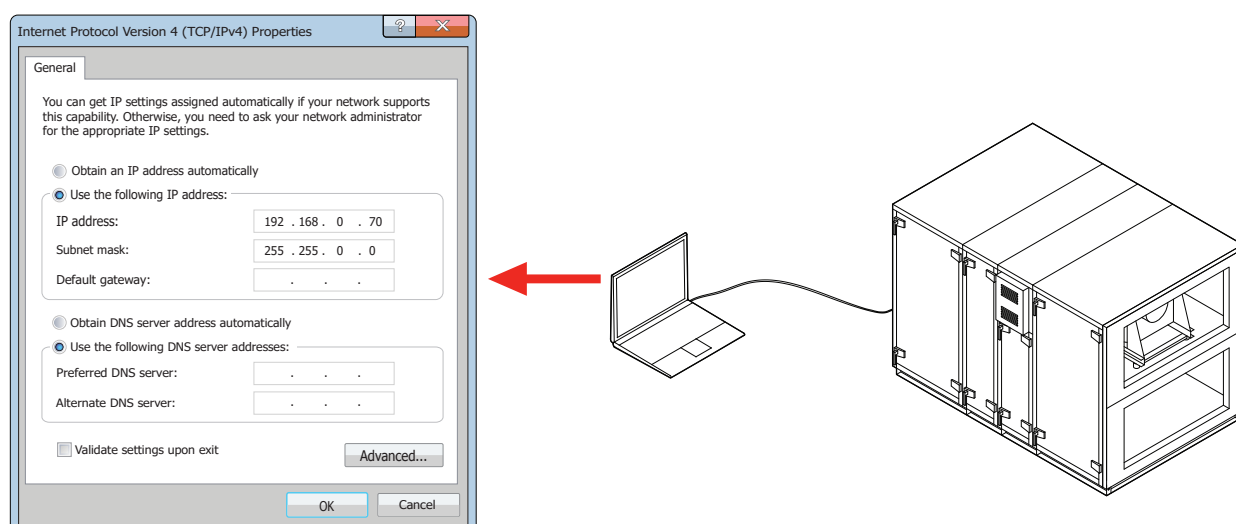 Internet Protocol Version 4 (TCP/IPv4) Properties
?
X
General
You can get IP settings assigned automatically if your network supports
this capability. Otherwise, you need to ask your network administrator
for the appropriate IP settings.
Obtain an IP address automatically
Use the following IP address:
IP address: 192 . 168 . 0 . 70
Subnet mask: 255 . 255 . 0 . 0
Default gateway: . . .
Obtain DNS server address automatically
Use the following DNS server addresses:
Preferred DNS server: . . .
Alternate DNS server: . . .
Validate settings upon exit
Advanced...
OK Cancel